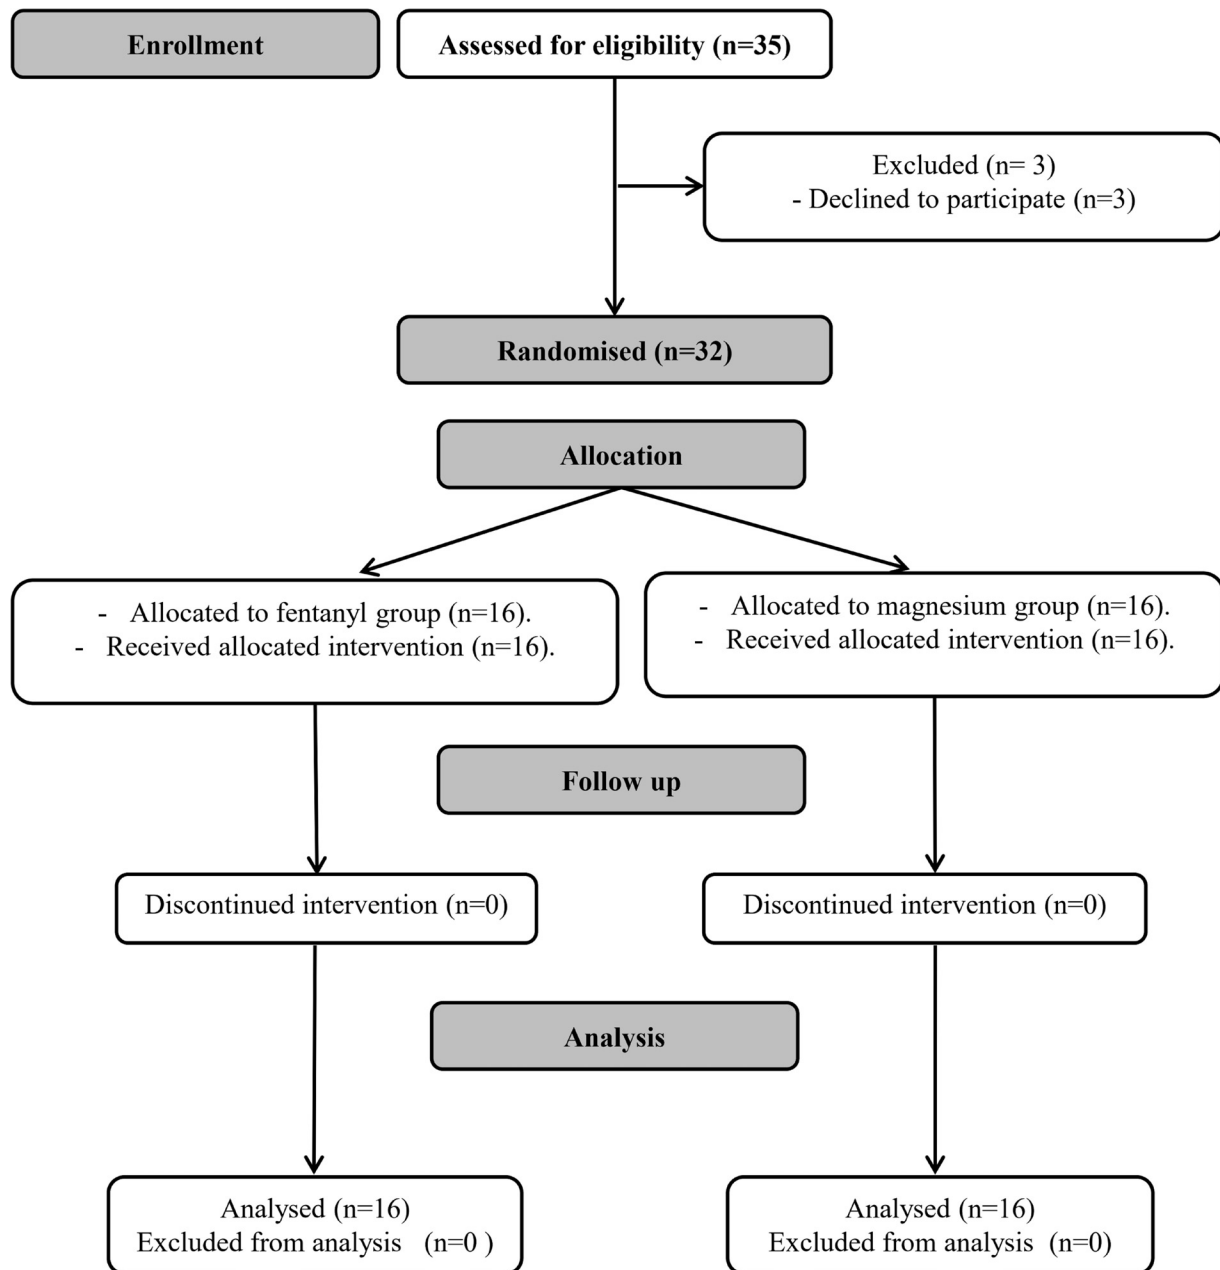 Enrollment
Assessed for eligibility (n=35)
Excluded (n= 3)
- Declined to participate (n=3)
Randomised (n=32)
Allocation
- Allocated to fentanyl group (n=16).
- Received allocated intervention (n=16).
- Allocated to magnesium group (n=16).
- Received allocated intervention (n=16).
Follow up
Discontinued intervention (n=0)
Discontinued intervention (n=0)
Analysis
Analysed (n=16)
Excluded from analysis (n=0 )
Analysed (n=16)
Excluded from analysis (n=0)